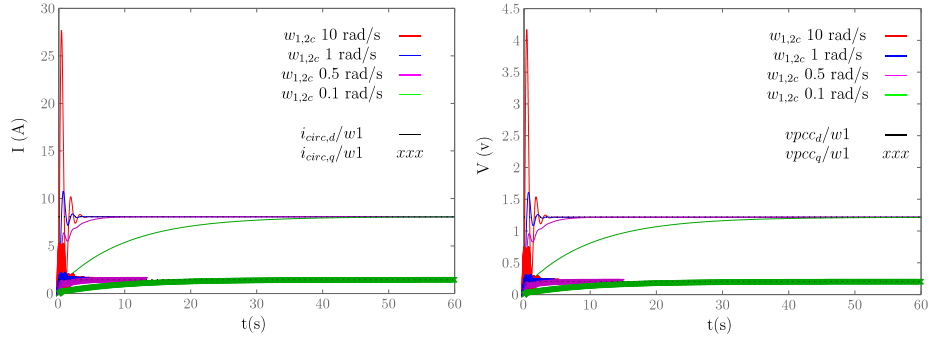 30
25
20
15
10
5
0
0 10 20 30 40 50 60
I (A)
t(s)
w1,2c 10 rad/s
w1,2c 1 rad/s
w1,2c 0.5 rad/s
w1,2c 0.1 rad/s
icirc,d/w1
icirc,q/w1 xxx
4.5
4
3.5
3
2.5
2
1.5
1
0.5
0
0 10 20 30 40 50 60
V (v)
t(s)
w1,2c 10 rad/s
w1,2c 1 rad/s
w1,2c 0.5 rad/s
w1,2c 0.1 rad/s
vpccd/w1
vpccq/w1 xxx